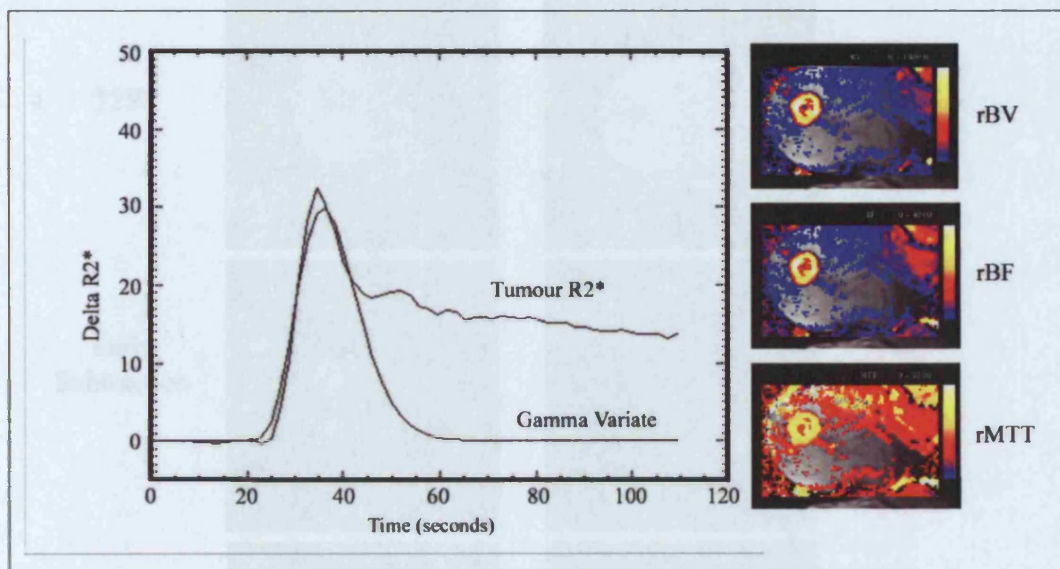 50
40
30
20
10
0
Delta R2*
0 20 40 60 80 100 120
Time (seconds)
Tumour R2*
Gamma Variate
rBV
rBF
rMTT